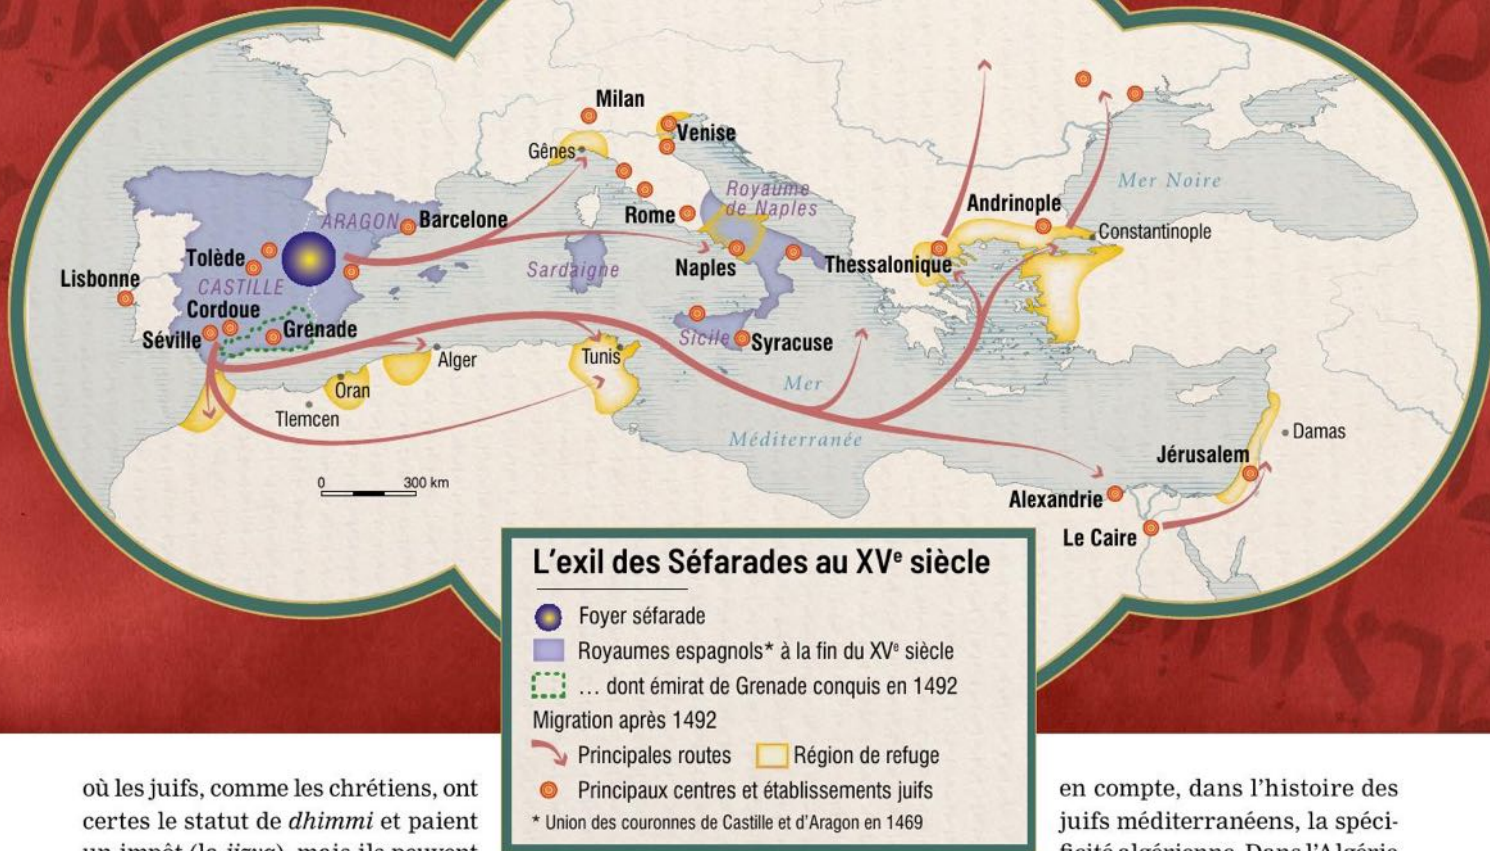 Milan
Venise
Gênes
Royaume
de Naples
Mer Noire
ARAGON
Barcelone
Rome
Andrinople
Constantinople
Tolède
Lisbonne
CASTILLE
Sardaigne
Naples
Thessalonique
Cordoue
Séville
Grenade
Sicile
Syracuse
Alger
Tunis
Oran
Tlemcen
Mer
Méditerranée
Damas
Jérusalem
0 300 km
Alexandrie
Le Caire
L'exil des Séfarades au XVe siècle
Foyer séfarade
Royaumes espagnols* à la fin du XVe siècle
… dont émirat de Grenade conquis en 1492
Migration après 1492
Principales routes
Région de refuge
Principaux centres et établissements juifs
* Union des couronnes de Castille et d'Aragon en 1469
où les juifs, comme les chrétiens, ont
certes le statut de dhimmi et paient
en compte, dans l'histoire des
juifs méditerranéens, la spéci-